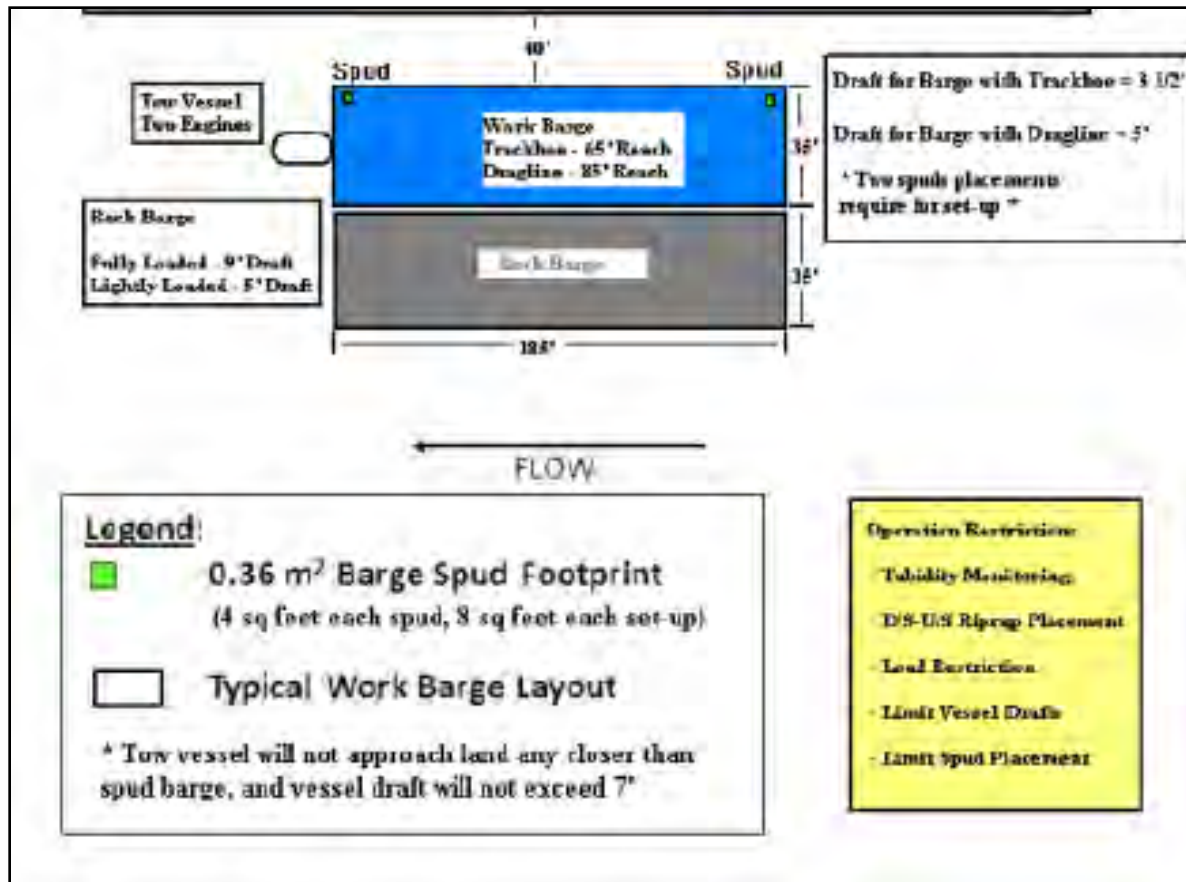 40'
Spud
Spud
Tow Vessel
Two Engines
Work Barge
Trackhoe - 65' Reach
Dragline - 85' Reach
35'
Draft for Barge with Trackhoe = 3 1/2'
Draft for Barge with Dragline = 5'
* Two spuds placements
require for set-up *
Rock Barge
Fully Loaded - 9' Draft
Lightly Loaded - 5' Draft
Rock Barge
35'
FLOW
Legend:
0.36 m² Barge Spud Footprint
(4 sq feet each spud, 8 sq feet each set-up)
Typical Work Barge Layout
* Tow vessel will not approach land any closer than
spud barge, and vessel draft will not exceed 7'
Operation Restrictions
- Tubidity Monitoring
- D/S-U/S Riprap Placement
- Load Restriction
- Limit Vessel Drafts
- Limit Spud Placement